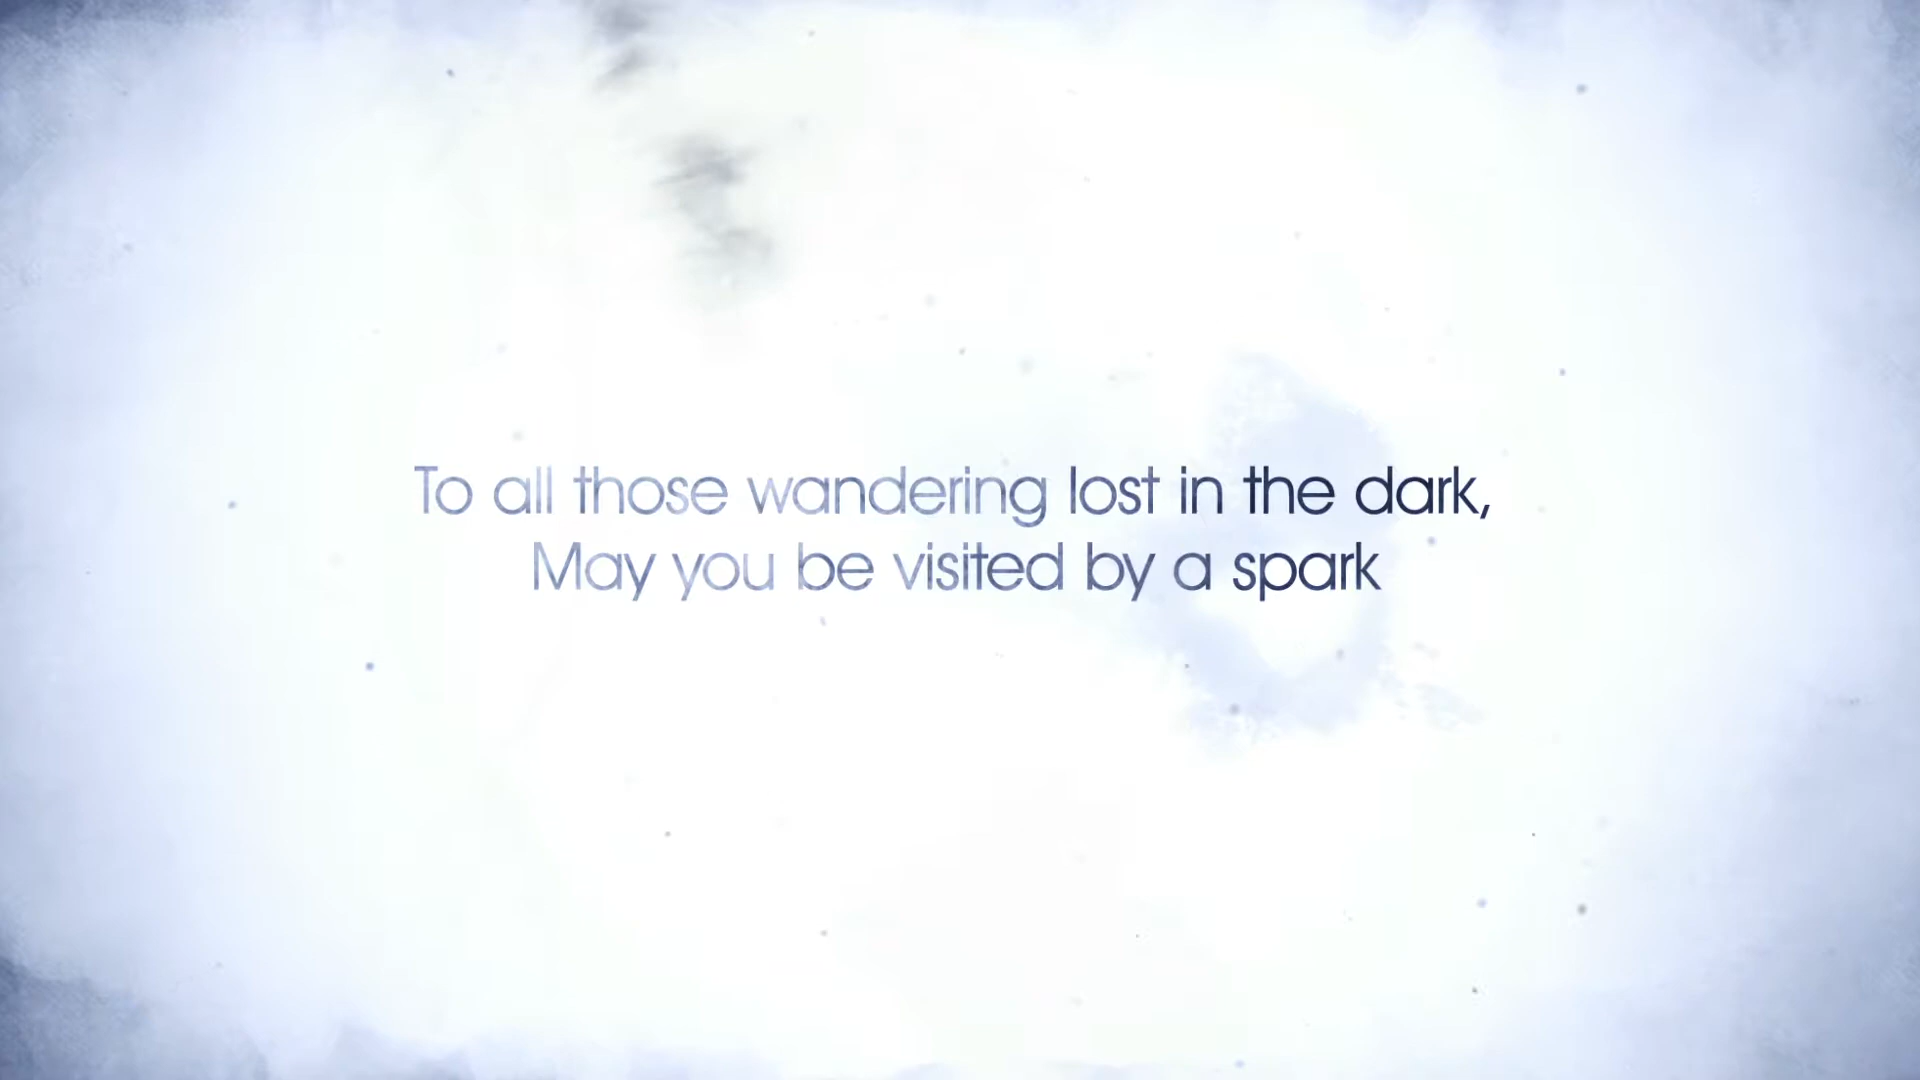 To all those wandering lost in the dark,
May you be visited by a spark